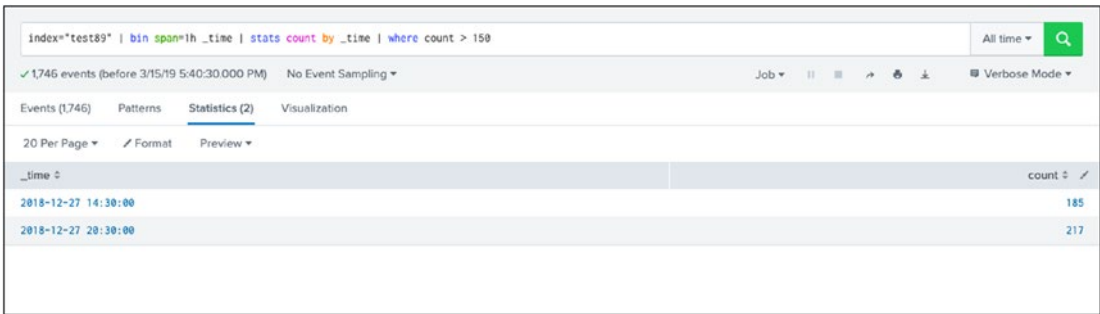 index="test89" | bin span=1h _time | stats count by _time | where count > 150
All time
1,746 events (before 3/15/19 5:40:30.000 PM) No Event Sampling Job Verbose Mode
Events (1,746) Patterns Statistics (2) Visualization
20 Per Page Format Preview
_time count
2018-12-27 14:30:00 185
2018-12-27 20:30:00 217